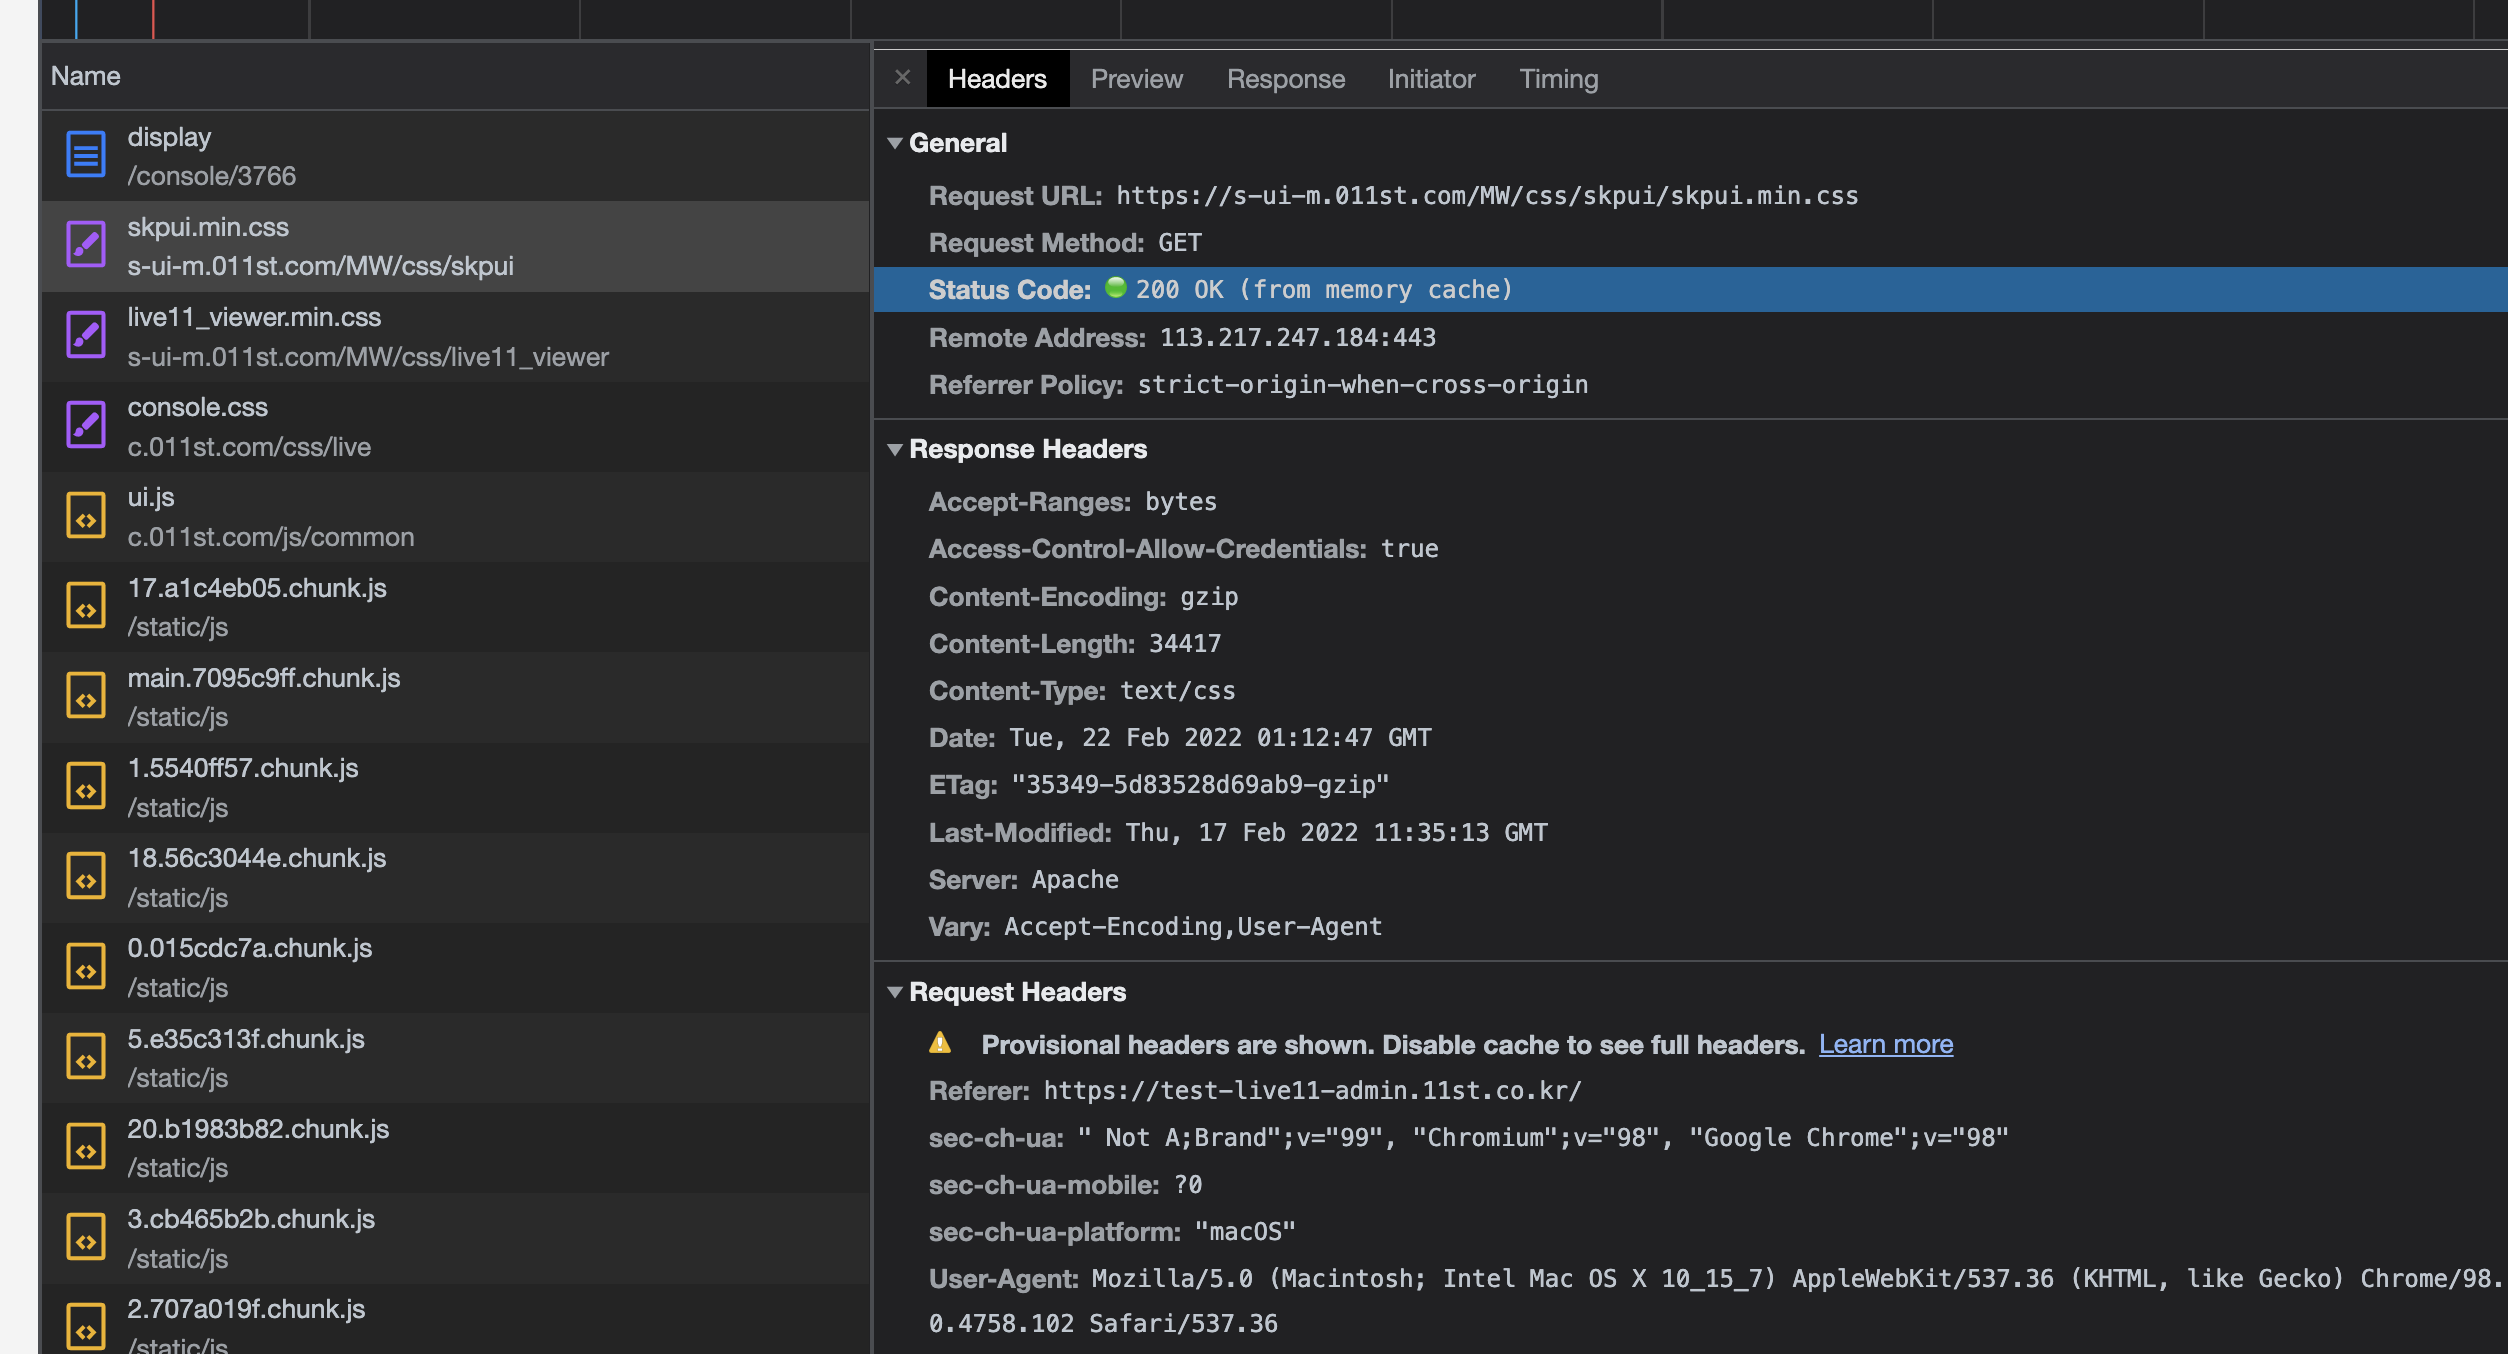 Name
display
/console/3766
skpui.min.css
s-ui-m.011st.com/MW/css/skpui
live11_viewer.min.css
s-ui-m.011st.com/MW/css/live11_viewer
console.css
c.011st.com/css/live
ui.js
c.011st.com/js/common
17.a1c4eb05.chunk.js
/static/js
main.7095c9ff.chunk.js
/static/js
1.5540ff57.chunk.js
/static/js
18.56c3044e.chunk.js
/static/js
0.015cdc7a.chunk.js
/static/js
5.e35c313f.chunk.js
/static/js
20.b1983b82.chunk.js
/static/js
3.cb465b2b.chunk.js
/static/js
2.707a019f.chunk.js
/static/js
Headers Preview Response Initiator Timing
General
Request URL: https://s-ui-m.011st.com/MW/css/skpui/skpui.min.css
Request Method: GET
Status Code: 200 OK (from memory cache)
Remote Address: 113.217.247.184:443
Referrer Policy: strict-origin-when-cross-origin
Response Headers
Accept-Ranges: bytes
Access-Control-Allow-Credentials: true
Content-Encoding: gzip
Content-Length: 34417
Content-Type: text/css
Date: Tue, 22 Feb 2022 01:12:47 GMT
ETag: "35349-5d83528d69ab9-gzip"
Last-Modified: Thu, 17 Feb 2022 11:35:13 GMT
Server: Apache
Vary: Accept-Encoding,User-Agent
Request Headers
Provisional headers are shown. Disable cache to see full headers. Learn more
Referer: https://test-live11-admin.11st.co.kr/
sec-ch-ua: " Not A;Brand";v="99", "Chromium";v="98", "Google Chrome";v="98"
sec-ch-ua-mobile: ?0
sec-ch-ua-platform: "macOS"
User-Agent: Mozilla/5.0 (Macintosh; Intel Mac OS X 10_15_7) AppleWebKit/537.36 (KHTML, like Gecko) Chrome/98.
0.4758.102 Safari/537.36